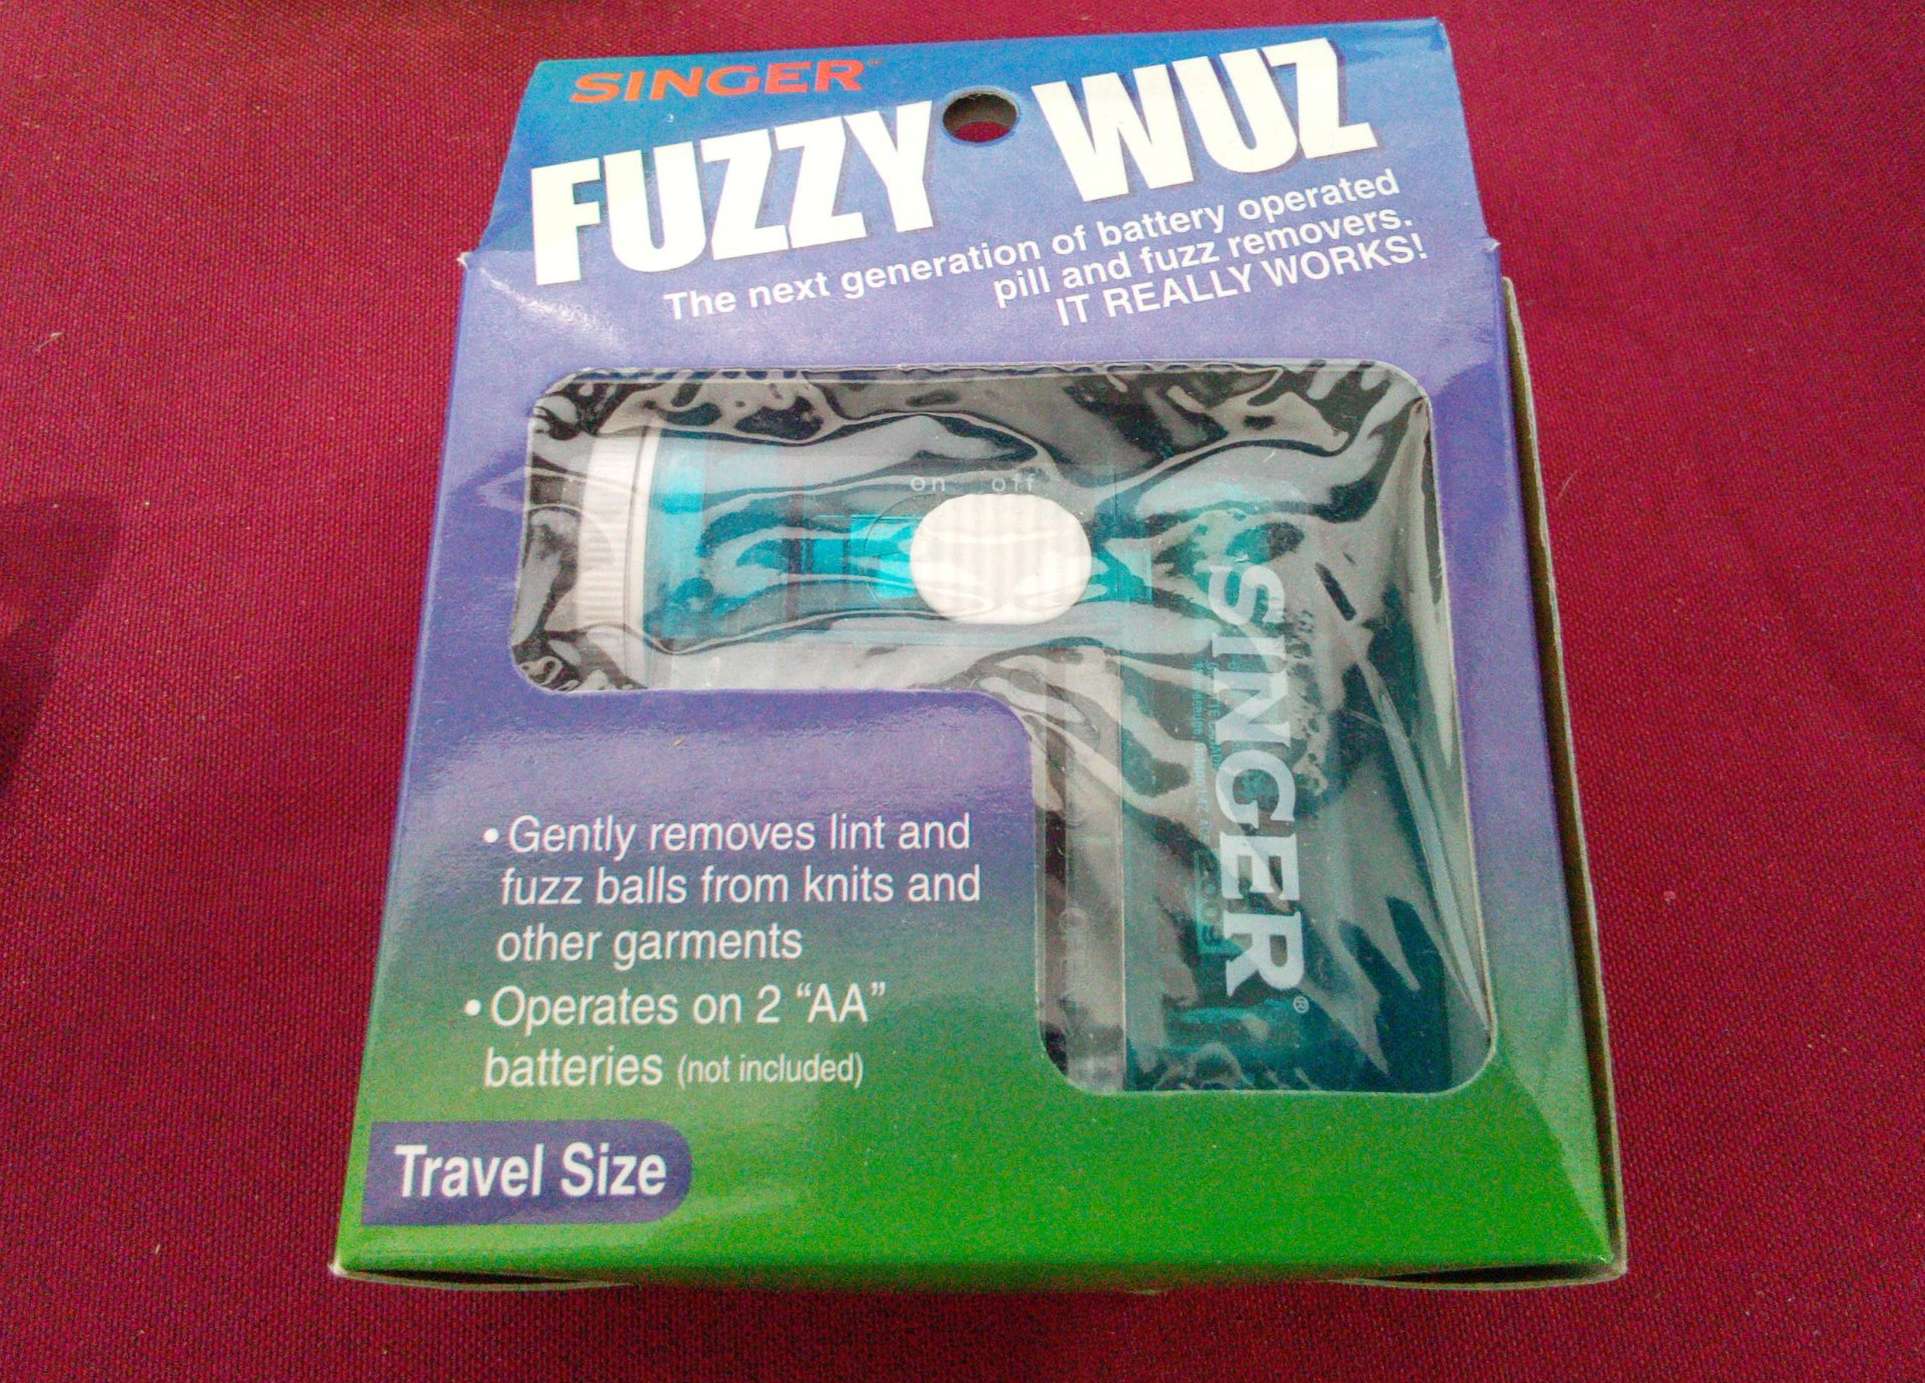 SINGER™
FUZZY WUZ
The next generation of battery operated
pill and fuzz removers.
IT REALLY WORKS!
on off
SINGER®
• Gently removes lint and
fuzz balls from knits and
other garments
• Operates on 2 “AA”
batteries (not included)
Travel Size